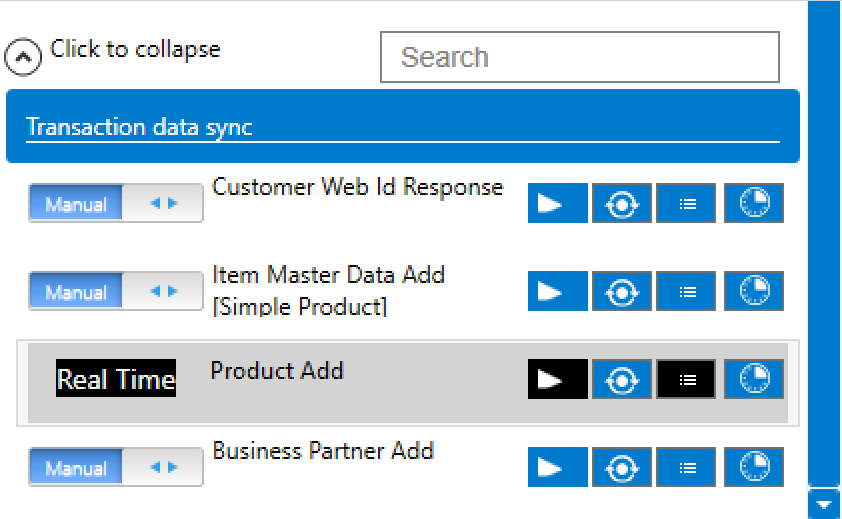 Click to collapse
Search
Transaction data sync
Manual
Customer Web Id Response
Manual
Item Master Data Add
[Simple Product]
Real Time
Product Add
Manual
Business Partner Add